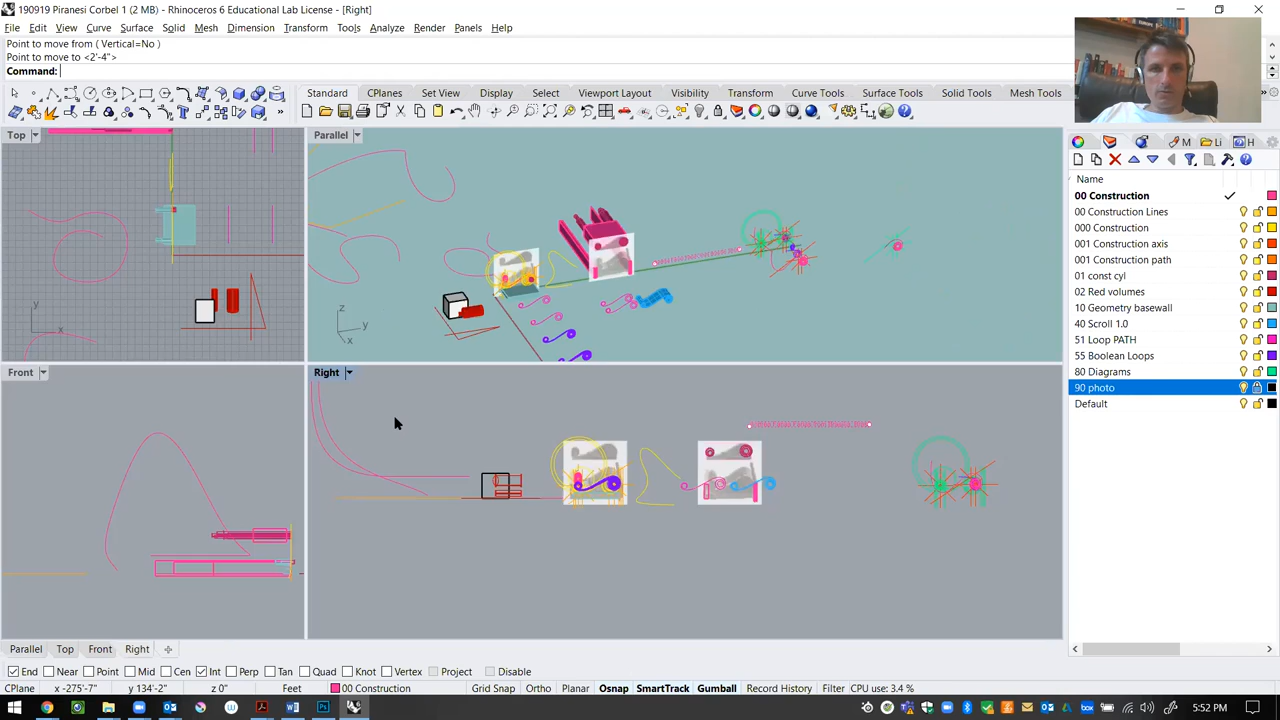 190919 Piranesi Corbel 1 (2 MB) - Rhinoceros 6 Educational Lab License - [Right]
File Edit View Curve Surface Solid Mesh Dimension Transform Tools Analyze Render Panels Help
Point to move from ( Vertical=No )
Point to move to <2'-4">
Command:
Standard CPlanes Set View Display Select Viewport Layout Visibility Transform Curve Tools Surface Tools Solid Tools Mesh Tools
Top
Parallel
M Li H
Name
00 Construction
00 Construction Lines
000 Construction
001 Construction axis
001 Construction path
01 const cyl
02 Red volumes
10 Geometry basewall
40 Scroll 1.0
51 Loop PATH
55 Boolean Loops
80 Diagrams
90 photo
Default
y
x
z
y
x
Front
Right
Parallel Top Front Right
End Near Point Mid Cen Int Perp Tan Quad Knot Vertex Project Disable
CPlane x -275'-7" y 134'-2" z 0" Feet 00 Construction Grid Snap Ortho Planar Osnap SmartTrack Gumball Record History Filter CPU use: 3.4 %
5:52 PM